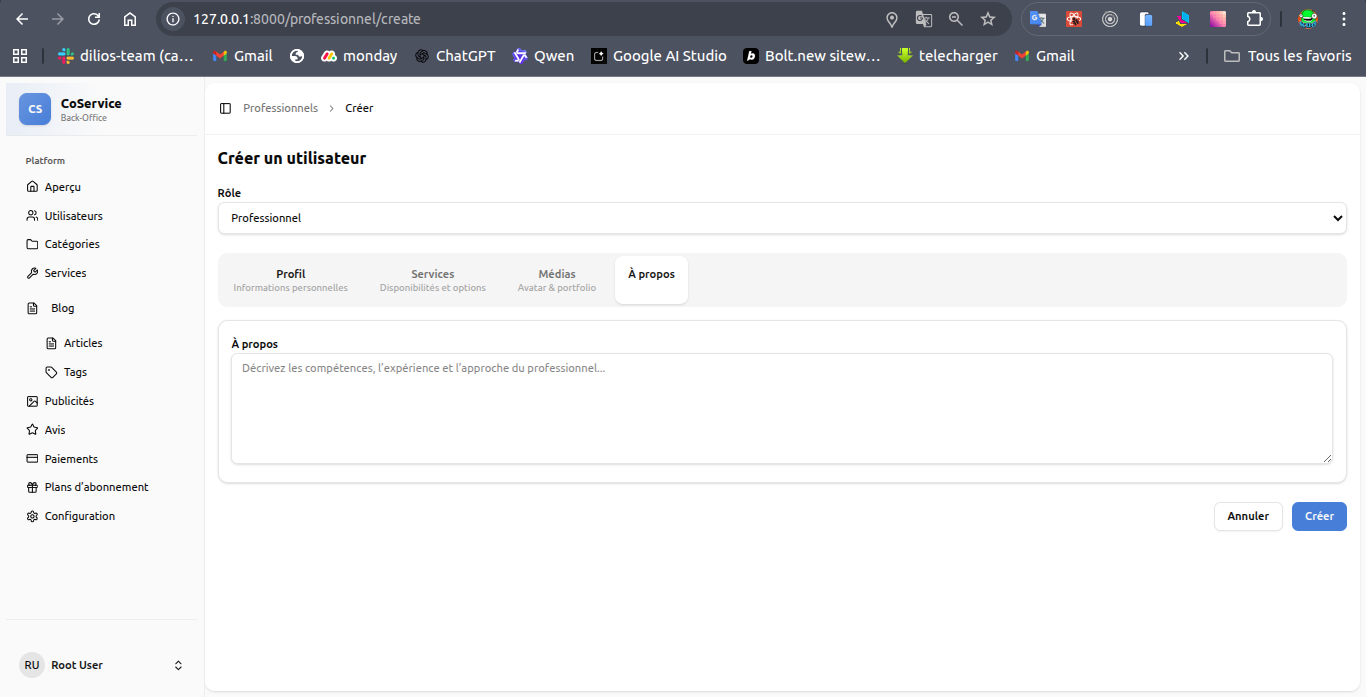 127.0.0.1:8000/professionnel/create
dilios-team (ca...
Gmail
monday
ChatGPT
Qwen
Google AI Studio
Bolt.new sitew...
telecharger
Gmail
»
Tous les favoris
CS
CoService
Back-Office
Platform
Aperçu
Utilisateurs
Catégories
Services
Blog
Articles
Tags
Publicités
Avis
Paiements
Plans d'abonnement
Configuration
RU
Root User
Professionnels > Créer
Créer un utilisateur
Rôle
Professionnel
Profil
Informations personnelles
Services
Disponibilités et options
Médias
Avatar & portfolio
À propos
À propos
Décrivez les compétences, l'expérience et l'approche du professionnel...
Annuler
Créer